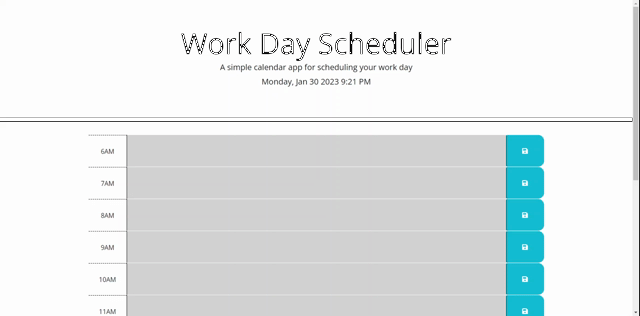 Work Day Scheduler
A simple calendar app for scheduling your work day
Monday, Jan 30 2023 9:21 PM
6AM
7AM
8AM
9AM
10AM
11AM